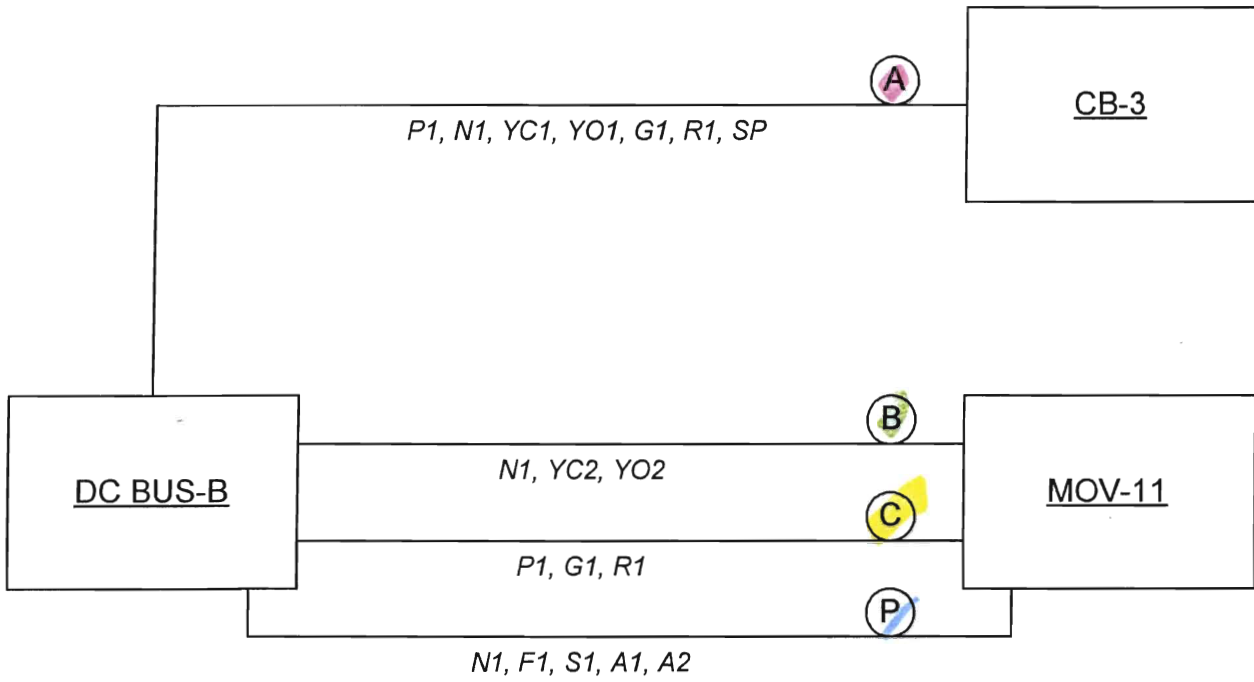 A
CB-3
P1, N1, YC1, YO1, G1, R1, SP
B
N1, YC2, YO2
DC BUS-B
MOV-11
C
P1, G1, R1
P
N1, F1, S1, A1, A2